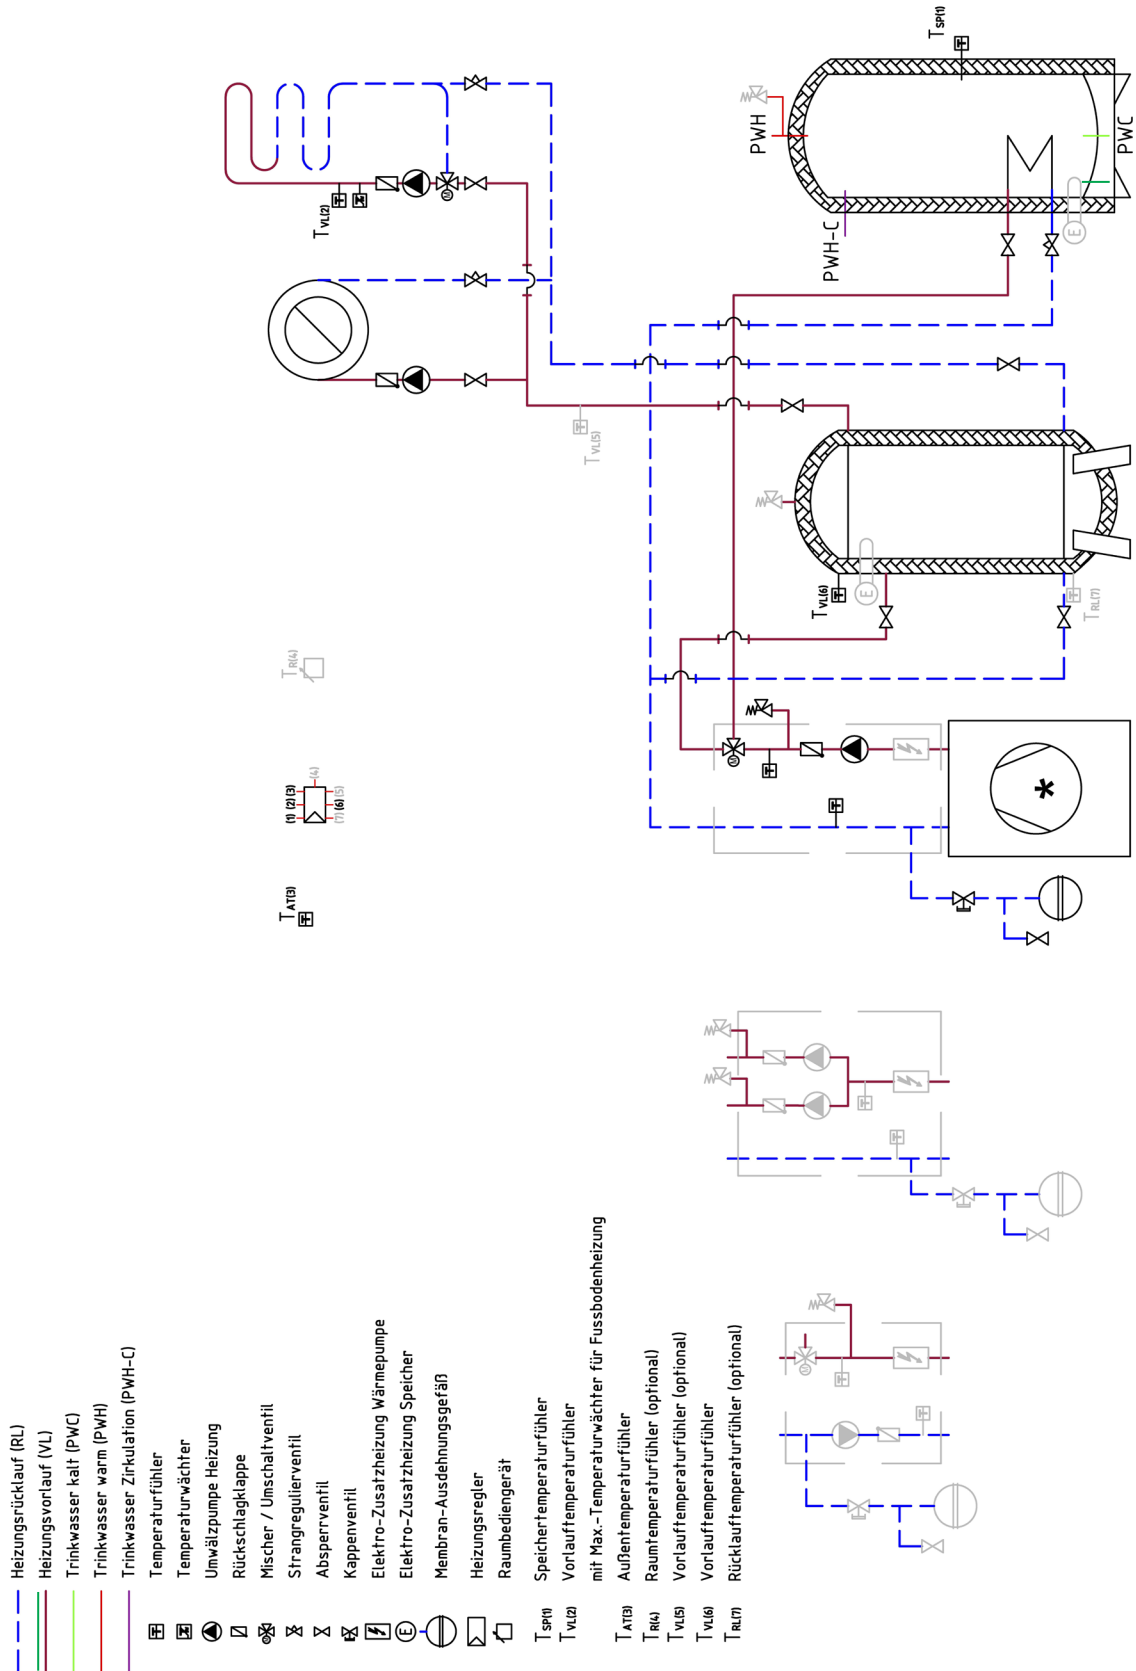 Heizungsrücklauf (RL)
Heizungsvorlauf (VL)
Trinkwasser kalt (PWC)
Trinkwasser warm (PWH)
Trinkwasser Zirkulation (PWH-C)
Temperaturfühler
Temperaturwächter
Umwälzpumpe Heizung
Rückschlagklappe
Mischer / Umschaltventil
Strangregulierventil
Absperrventil
Kappenventil
Elektro-Zusatzheizung Wärmepumpe
E Elektro-Zusatzheizung Speicher
Membran-Ausdehnungsgefäß
Heizungsregler
Raumbediengerät
TSP(1) Speichertemperaturfühler
TVL(2) Vorlauftemperaturfühler
mit Max.-Temperaturwächter für Fussbodenheizung
TAT(3) Außentemperaturfühler
TR(4) Raumtemperaturfühler (optional)
TVL(5) Vorlauftemperaturfühler (optional)
TVL(6) Vorlauftemperaturfühler
TRL(7) Rücklauftemperaturfühler (optional)
TAT(3)
(1) (2) (3)
(4)
(7) (6) (5)
TR(4)
TVL(2)
TVL(5)
TVL(6)
E
TRL(7)
M
M
M
PWH-C
PWH
TSP(1)
E
PWC